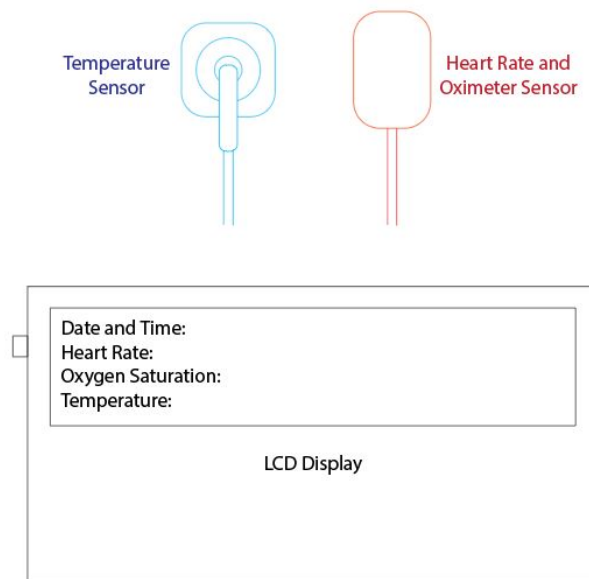 Temperature
Sensor
Heart Rate and
Oximeter Sensor
Date and Time:
Heart Rate:
Oxygen Saturation:
Temperature:
LCD Display